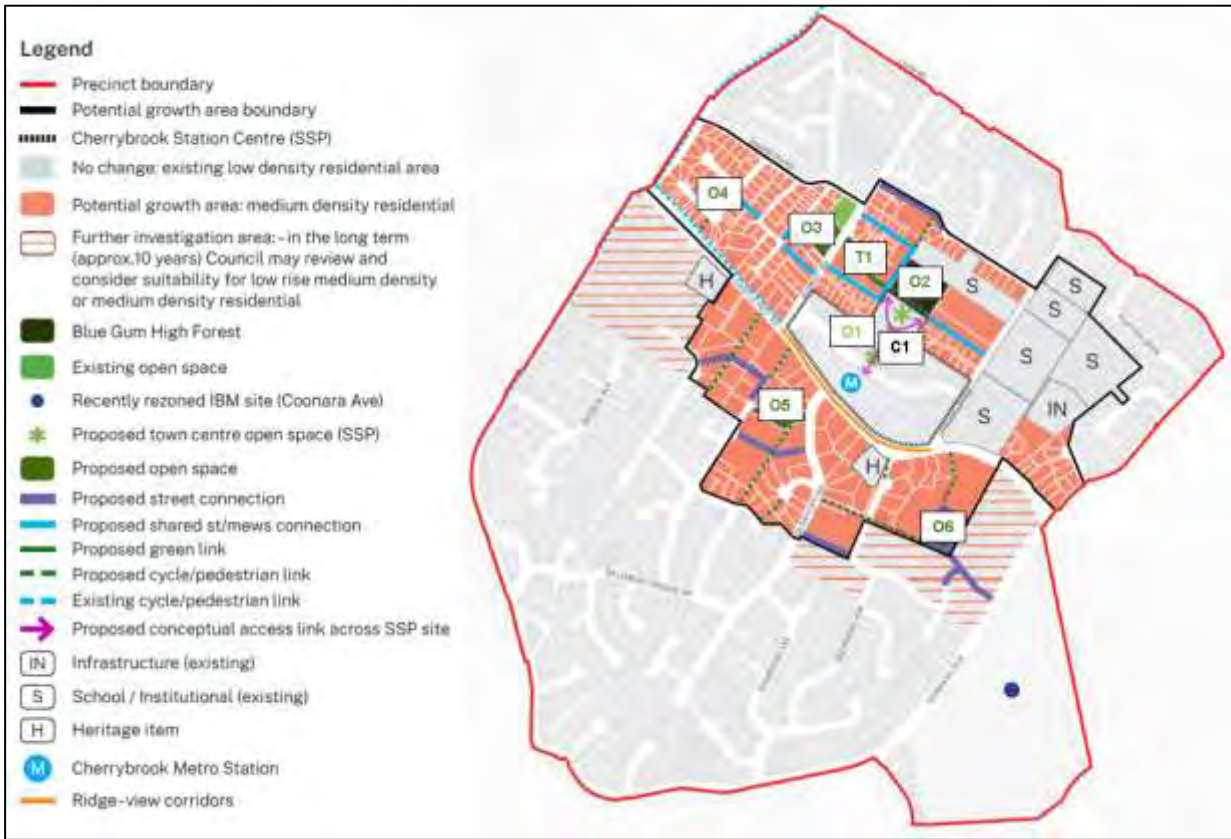 Legend
Precinct boundary
Potential growth area boundary
Cherrybrook Station Centre (SSP)
No change: existing low density residential area
Potential growth area: medium density residential
Further investigation area:- in the long term
(approx.10 years) Council may review and
consider suitability for low rise medium density
or medium density residential
Blue Gum High Forest
Existing open space
Recently rezoned IBM site (Coonara Ave)
Proposed town centre open space (SSP)
Proposed open space
Proposed street connection
Proposed shared st/mews connection
Proposed green link
Proposed cycle/pedestrian link
Existing cycle/pedestrian link
Proposed conceptual access link across SSP site
IN Infrastructure (existing)
S School / Institutional (existing)
H Heritage item
M Cherrybrook Metro Station
Ridge-view corridors
O4
O3
T1
O2
S
S
S
H
O1
C1
S
S
M
IN
O5
S
H
O6